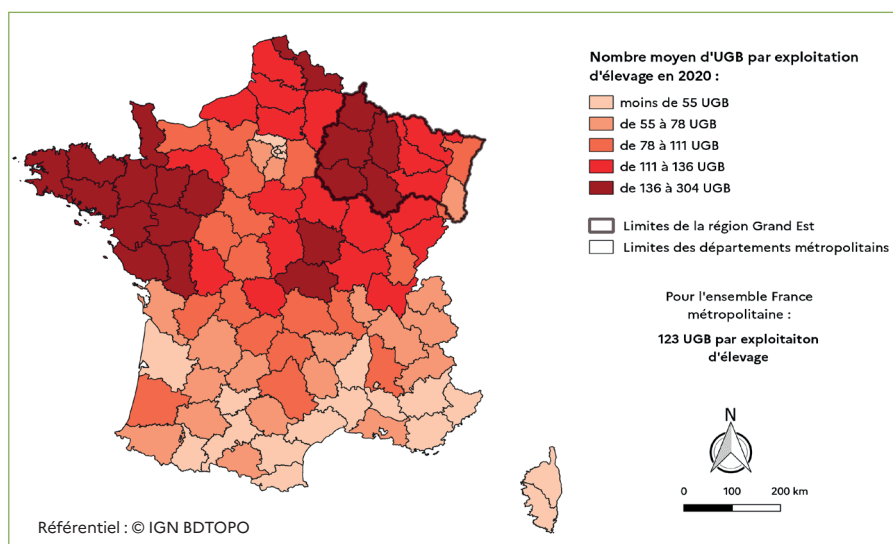 Nombre moyen d'UGB par exploitation
d'élevage en 2020 :
moins de 55 UGB
de 55 à 78 UGB
de 78 à 111 UGB
de 111 à 136 UGB
de 136 à 304 UGB
Limites de la région Grand Est
Limites des départements métropolitains
Pour l'ensemble France
métropolitaine :
123 UGB par exploitaiton
d'élevage
N
0 100 200 km
Référentiel : © IGN BDTOPO